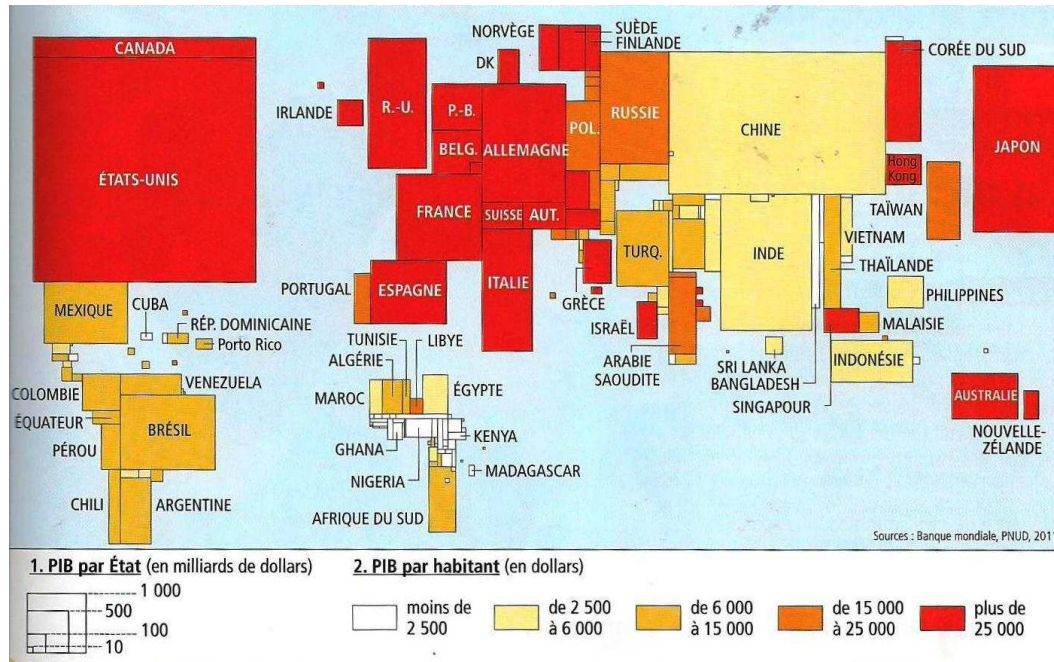 CANADA
ÉTATS-UNIS
MEXIQUE
CUBA
RÉP. DOMINICAINE
Porto Rico
COLOMBIE
VENEZUELA
ÉQUATEUR
BRÉSIL
PÉROU
CHILI
ARGENTINE
NORVÈGE
SUÈDE
FINLANDE
DK
IRLANDE
R.-U.
P.-B.
BELG.
ALLEMAGNE
POL.
RUSSIE
FRANCE
SUISSE
AUT.
PORTUGAL
ESPAGNE
ITALIE
GRÈCE
TURQ.
ISRAËL
ARABIE
SAOUDITE
TUNISIE
LIBYE
ALGÉRIE
MAROC
ÉGYPTE
GHANA
KENYA
NIGERIA
MADAGASCAR
AFRIQUE DU SUD
CHINE
CORÉE DU SUD
JAPON
Hong
Kong
TAÏWAN
INDE
VIETNAM
THAÏLANDE
PHILIPPINES
MALAISIE
SRI LANKA
BANGLADESH
SINGAPOUR
INDONÉSIE
AUSTRALIE
NOUVELLE-
ZÉLANDE
Sources : Banque mondiale, PNUD, 2011
1. PIB par État (en milliards de dollars)
1 000
500
100
10
2. PIB par habitant (en dollars)
moins de
2 500
de 2 500
à 6 000
de 6 000
à 15 000
de 15 000
à 25 000
plus de
25 000